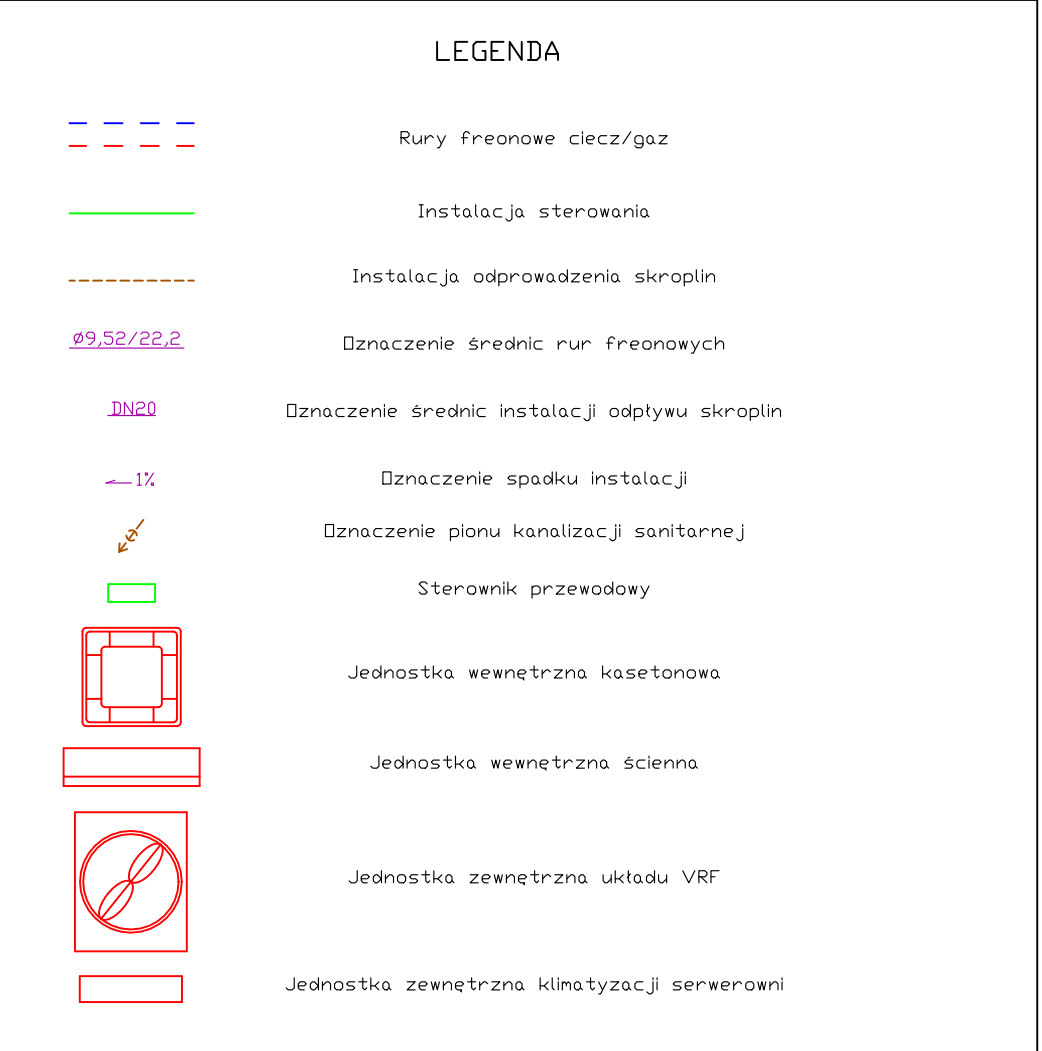 LEGENDA
Rury freonowe ciecz/gaz
Instalacja sterowania
Instalacja odprowadzenia skroplin
Ø9,52/22,2
Oznaczenie średnic rur freonowych
DN20
Oznaczenie średnic instalacji odpływu skroplin
1%
Oznaczenie spadku instalacji
Oznaczenie pionu kanalizacji sanitarnej
Sterownik przewodowy
Jednostka wewnętrzna kasetonowa
Jednostka wewnętrzna ścienna
Jednostka zewnętrzna układu VRF
Jednostka zewnętrzna klimatyzacji serwerowni